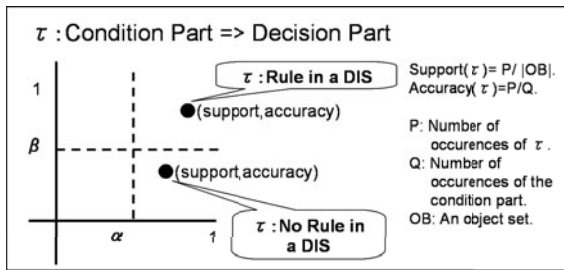 τ : Condition Part => Decision Part
τ : Rule in a DIS
1
(support,accuracy)
β
(support,accuracy)
τ : No Rule in
a DIS
α
1
Support(τ)= P/ |OB|.
Accuracy(τ)=P/Q.
P: Number of
occurences of τ .
Q: Number of
occurences of the
condition part.
OB: An object set.